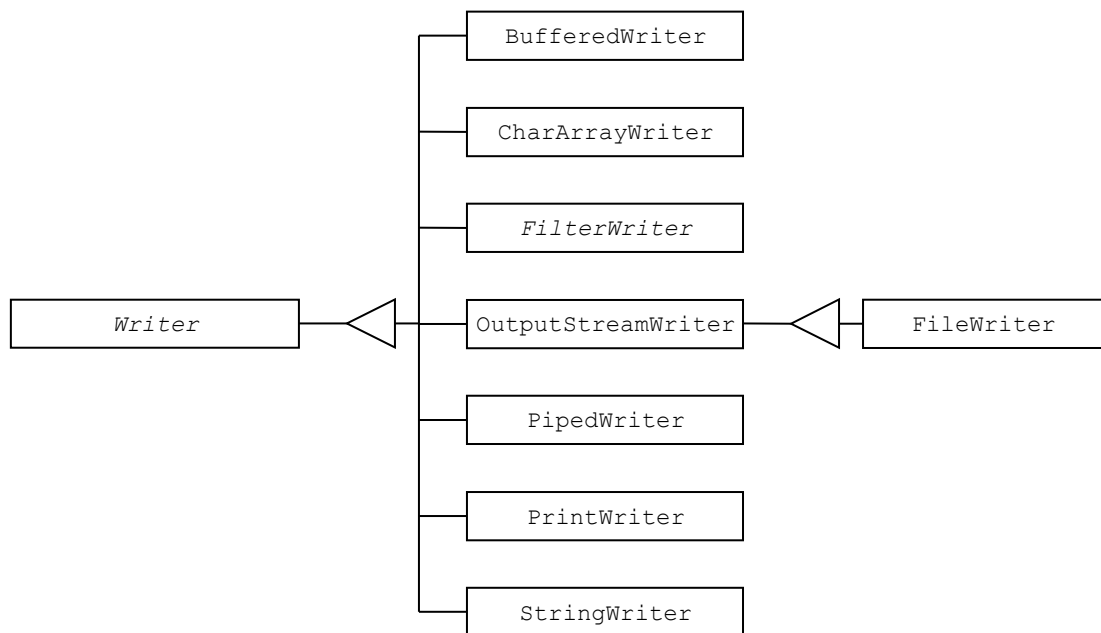 BufferedWriter
CharArrayWriter
FilterWriter
Writer
OutputStreamWriter
FileWriter
PipedWriter
PrintWriter
StringWriter